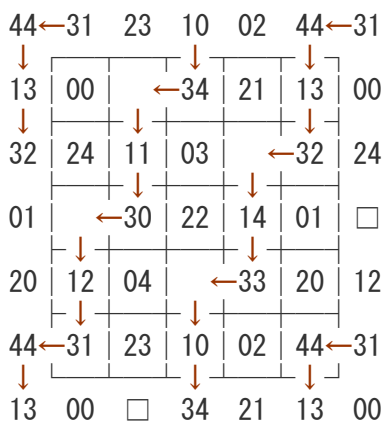 44←31 23 10 02 44←31
↓ ↓ ↓
13 00 ←34 21 13 00
↓ ↓ ↓
32 24 11 03 ←32 24
↓ ↓
01 ←30 22 14 01 □
↓ ↓
20 12 04 ←33 20 12
↓ ↓
44←31 23 10 02 44←31
↓ ↓ ↓
13 00 □ 34 21 13 00